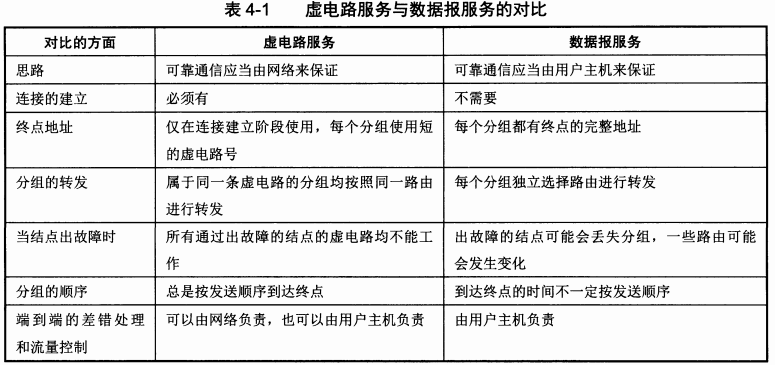 表 4-1 虚电路服务与数据报服务的对比
对比的方面 虚电路服务 数据报服务
思路 可靠通信应当由网络来保证 可靠通信应当由用户主机来保证
连接的建立 必须有 不需要
终点地址 仅在连接建立阶段使用，每个分组使用短 每个分组都有终点的完整地址
的虚电路号
分组的转发 属于同一条虚电路的分组均按照同一路由 每个分组独立选择路由进行转发
进行转发
当结点出故障时 所有通过出故障的结点的虚电路均不能工 出故障的结点可能会丢失分组，一些路由可能
作 会发生变化
分组的顺序 总是按发送顺序到达终点 到达终点的时间不一定按发送顺序
端到端的差错处理 可以由网络负责，也可以由用户主机负责 由用户主机负责
和流量控制